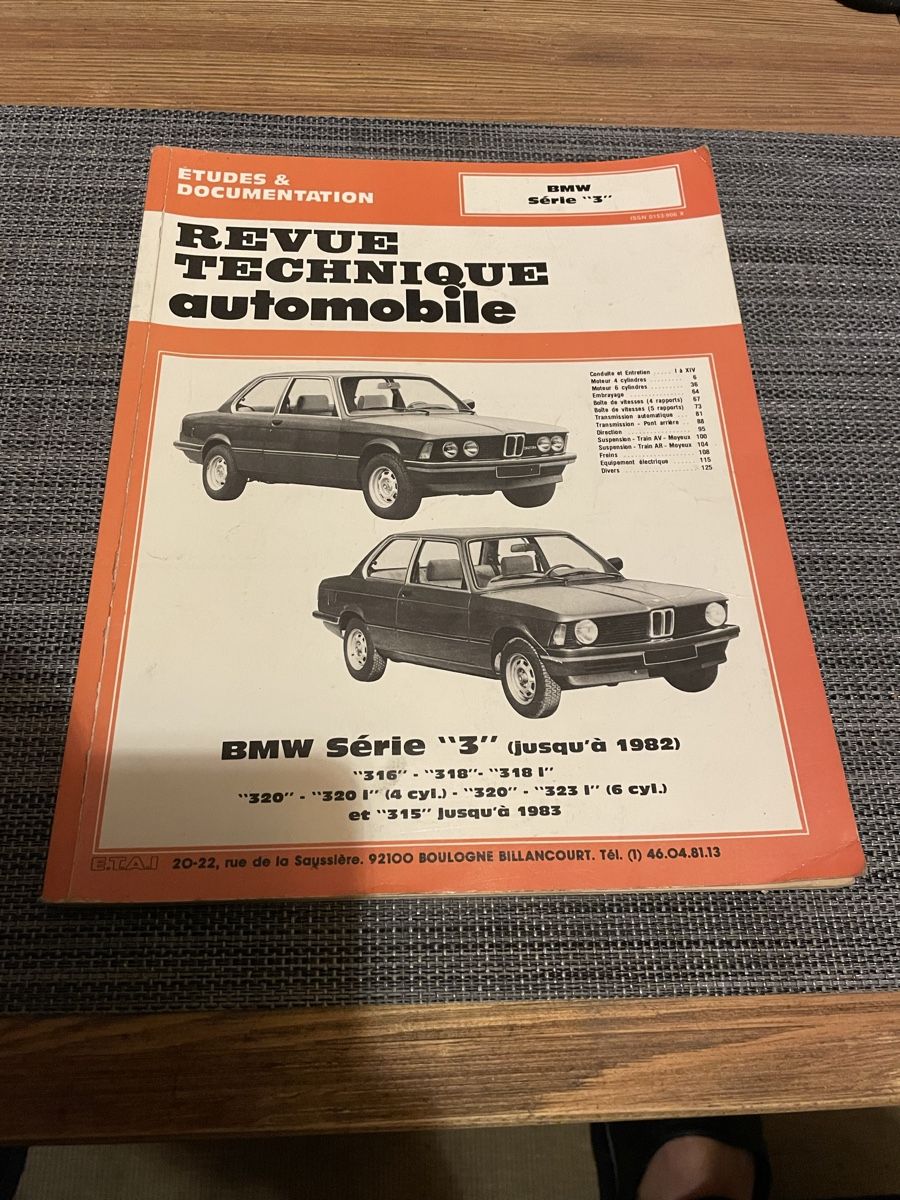 ÉTUDES &
DOCUMENTATION
BMW
Série "3"
ISSN 0153-906 X
REVUE
TECHNIQUE
automobile
Conduite et Entretien ..... I à XIV
Moteur 4 cylindres .......... 6
Moteur 6 cylindres .......... 36
Embrayage .............. 64
Boîte de vitesses (4 rapports) 67
Boîte de vitesses (5 rapports) 73
Transmission automatique ... 81
Transmission - Pont arrière .. 88
Direction ................ 95
Suspension - Train AV - Moyeux 100
Suspension - Train AR - Moyeux 104
Freins ................ 108
Equipement électrique ...... 115
Divers ................ 125
BMW Série "3" (jusqu'à 1982)
"316" - "318"- "318 I"
"320" - "320 I" (4 cyl.) - "320" - "323 I" (6 cyl.)
et "315" jusqu'à 1983
E.T.A.I 20-22, rue de la Saussière. 92100 BOULOGNE BILLANCOURT. Tél. (1) 46.04.81.13